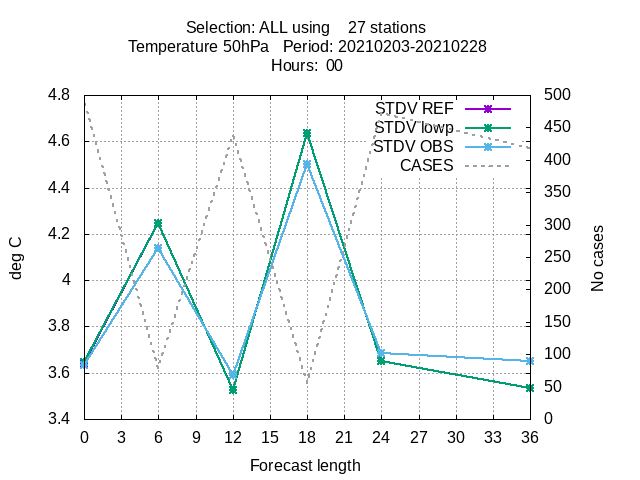 Selection: ALL using 27 stations
Temperature 50hPa Period: 20210203-20210228
Hours: 00
4.8
4.6
4.4
4.2
4
3.8
3.6
3.4
deg C
STDV REF
STDV lowp
STDV OBS
CASES
500
450
400
350
300
250
200
150
100
50
0
No cases
0 3 6 9 12 15 18 21 24 27 30 33 36
Forecast length